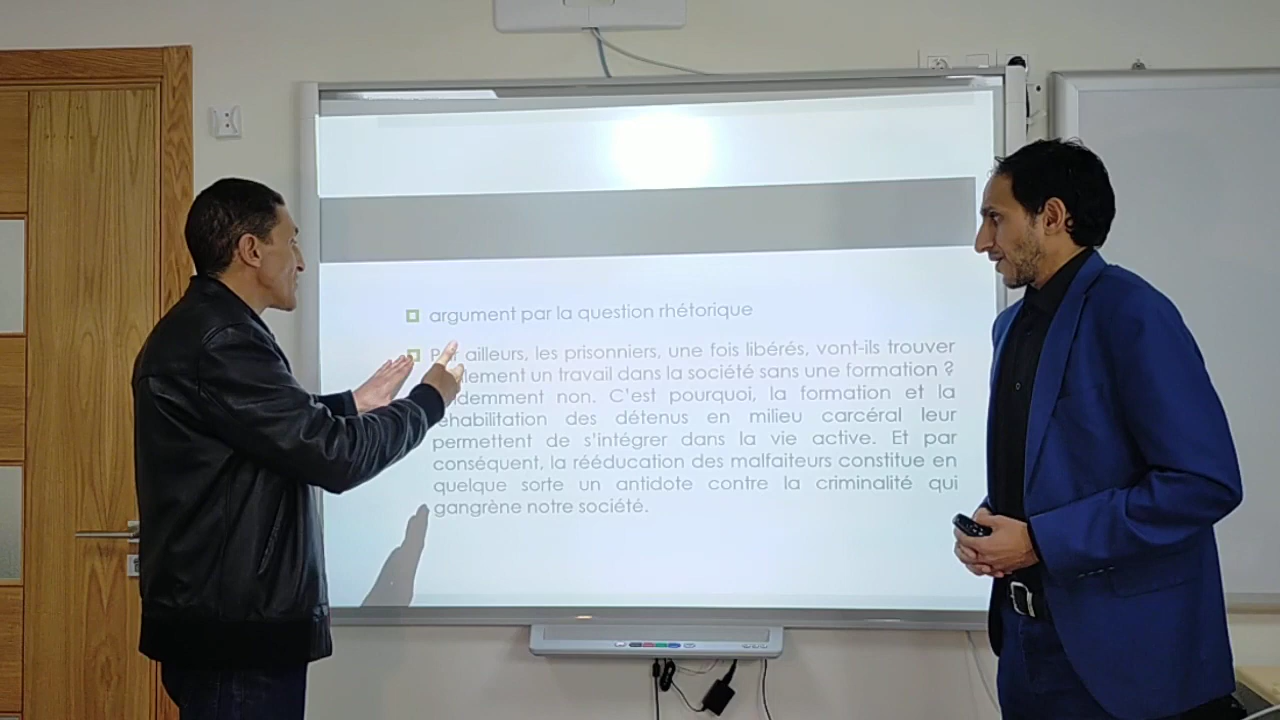 argument par la question rhétorique
ailleurs, les prisonniers, une fois libérés, vont-ils trouver
un travail dans la société sans une formation ?
non. C'est pourquoi, la formation et la
des détenus en milieu carcéral leur
permettent de s'intégrer dans la vie active. Et par
conséquent, la rééducation des malfaiteurs constitue en
quelque sorte un antidote contre la criminalité qui
gangrène notre société.